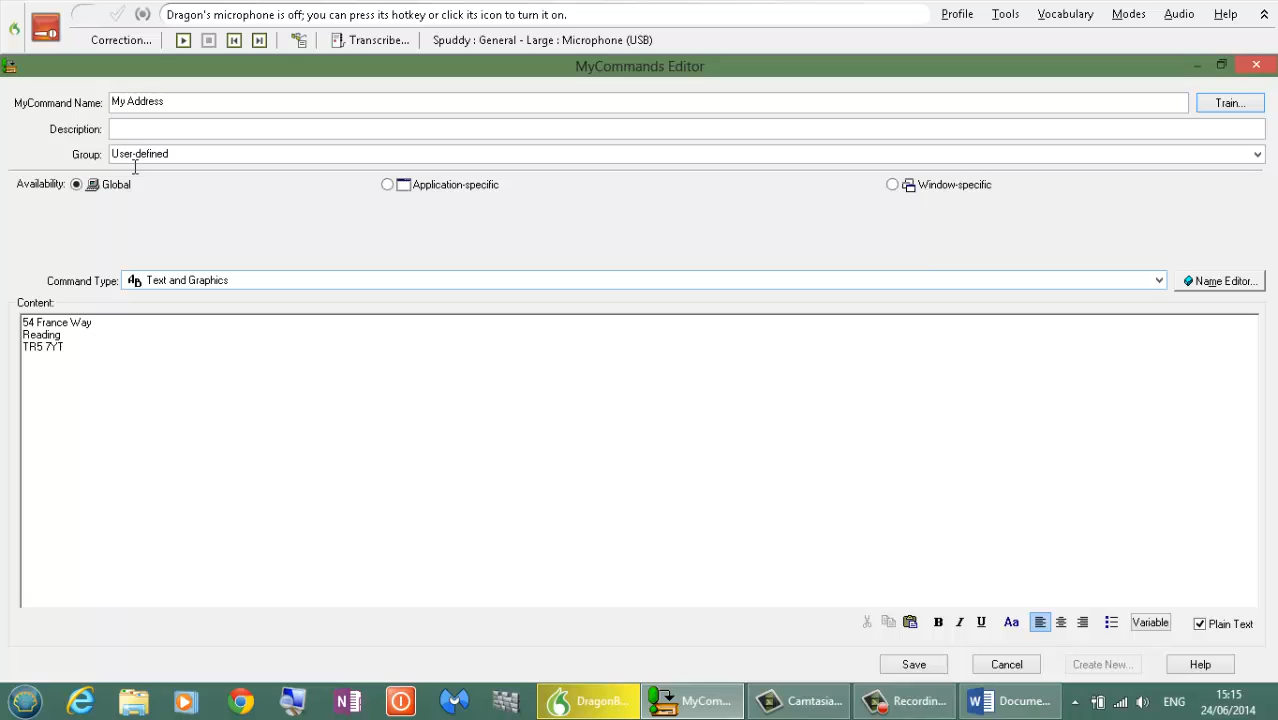 Dragon's microphone is off; you can press its hotkey or click its icon to turn it on. Profile Tools Vocabulary Modes Audio Help
Correction... Transcribe... Spuddy : General - Large : Microphone (USB)
MyCommands Editor
MyCommand Name: My Address Train...
Description:
Group: User-defined
Availability: Global Application-specific Window-specific
Command Type: Text and Graphics Name Editor...
Content:
54 France Way
Reading
TR5 7YT
B I U Aa Variable Plain Text
Save Cancel Create New... Help
DragonB... MyCom... Camtasia... Recordin... Docume... ENG 15:15
24/06/2014